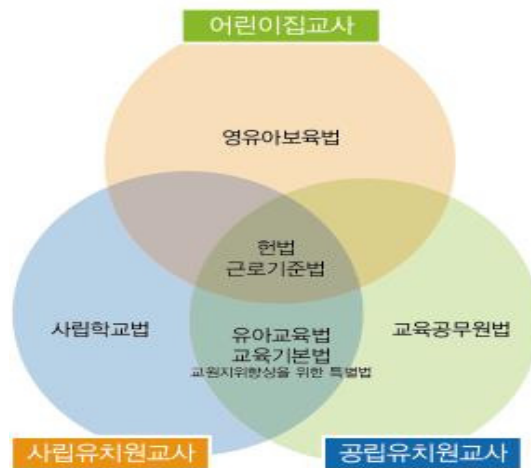 어린이집교사
영유아보육법
헌법
근로기준법
사립학교법
유아교육법
교육기본법
교원지위향상을 위한 특별법
교육공무원법
사립유치원교사
공립유치원교사